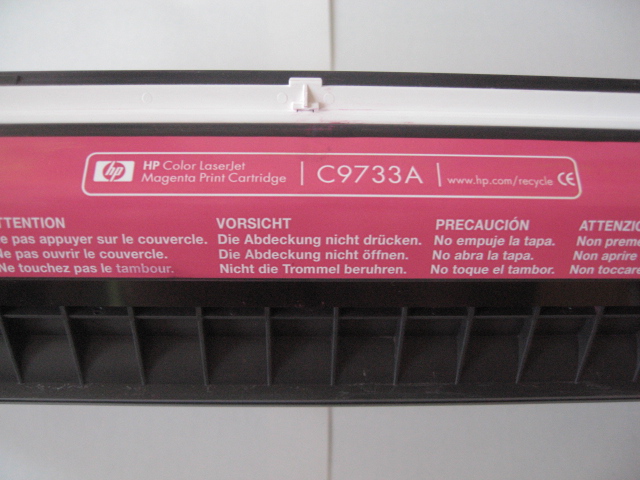 hp HP Color LaserJet
Magenta Print Cartridge | C9733A | www.hp.com/recycle CE
TTENTION
e pas appuyer sur le couvercle.
Ne pas ouvrir le couvercle.
Ne touchez pas le tambour.
VORSICHT
Die Abdeckung nicht drücken.
Die Abdeckung nicht öffnen.
Nicht die Trommel beruhren.
PRECAUCIÓN
No empuje la tapa.
No abra la tapa.
No toque el tambor.
ATTENZIO
Non preme
Non aprire
Non toccare